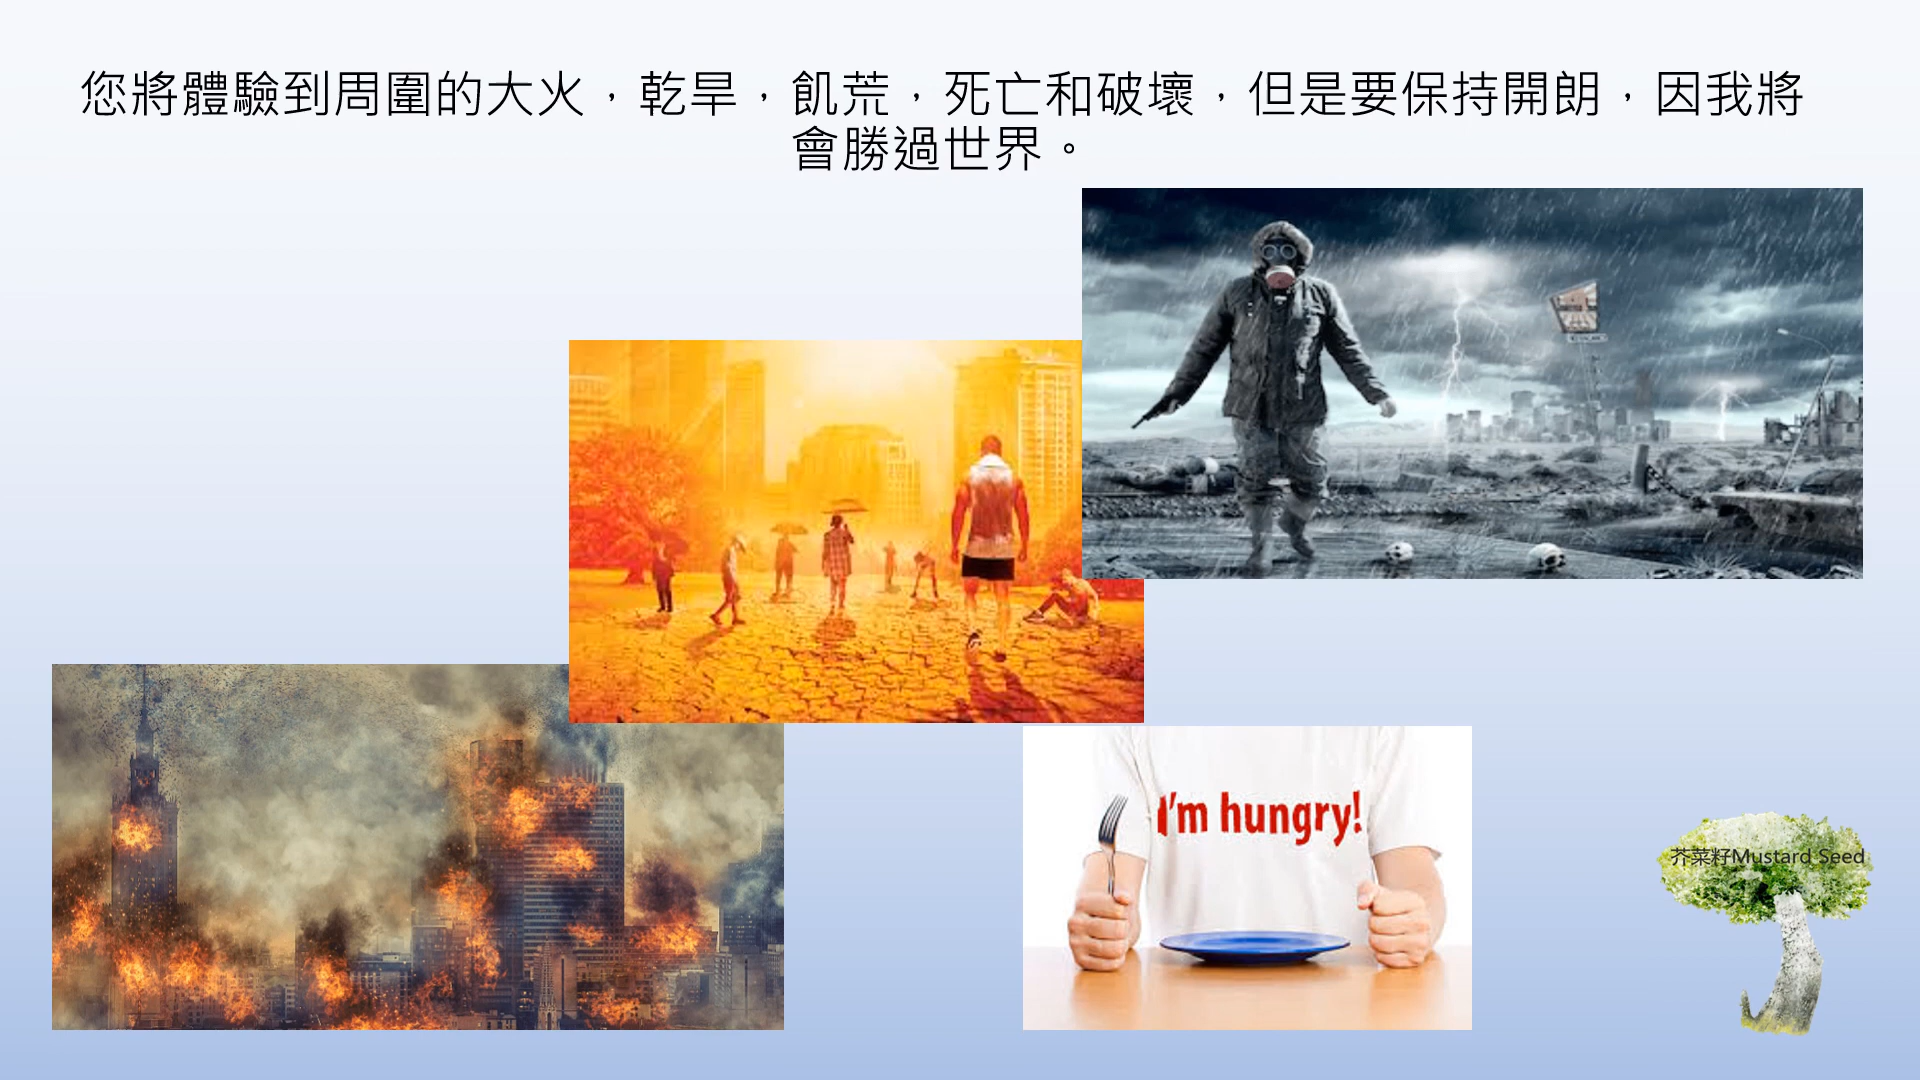 您將體驗到周圍的大火，乾旱，飢荒，死亡和破壞，但是要保持開朗，因我將
會勝過世界。
I'm hungry!
芥菜籽Mustard Seed